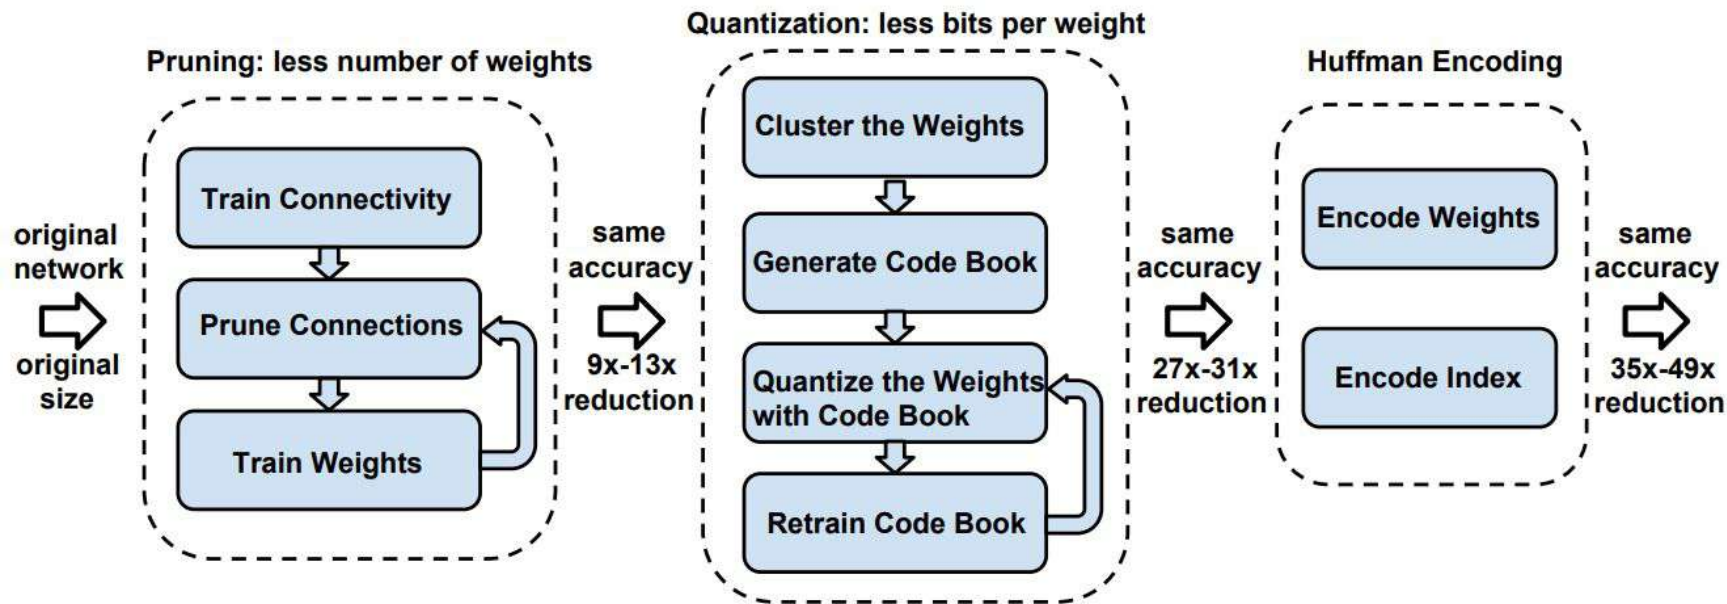 original
network
original
size
Pruning: less number of weights
Train Connectivity
Prune Connections
Train Weights
same
accuracy
9x-13x
reduction
Quantization: less bits per weight
Cluster the Weights
Generate Code Book
Quantize the Weights
with Code Book
Retrain Code Book
same
accuracy
27x-31x
reduction
Huffman Encoding
Encode Weights
Encode Index
same
accuracy
35x-49x
reduction